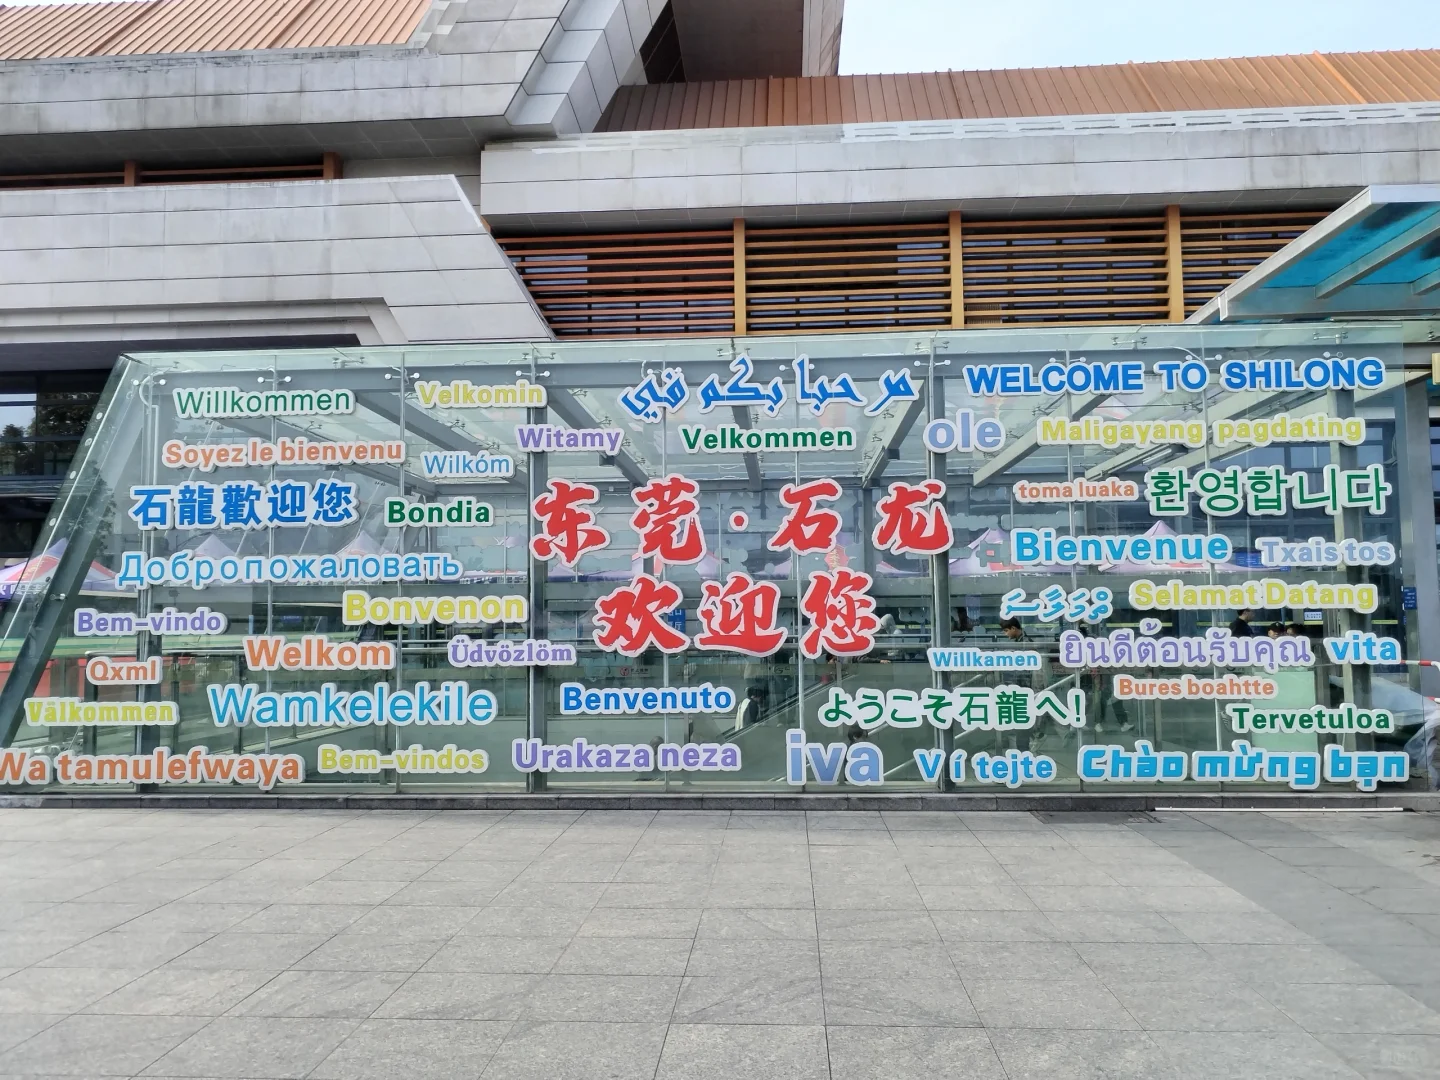 Willkommen
Velkomin
مرحبا بكم في
WELCOME TO SHILONG
Soyez le bienvenu
Wilkóm
Witamy
Velkommen
ole
Maligayang pagdating
石龍歡迎您
Bondia
东莞·石龙
toma luaka
환영합니다
Добропожаловать
Bienvenue
Txais tos
Bem-vindo
Bonvenon
欢迎您
Selamat Datang
Qxml
Welkom
Üdvözlöm
Willkamen
ยินดีต้อนรับคุณ
vita
Välkommen
Wamkelekile
Benvenuto
ようこそ石龍へ!
Bures boahtte
Tervetuloa
Wa tamulefwaya
Bem-vindos
Urakaza neza
iva
Ví tejte
Chào mừng bạn